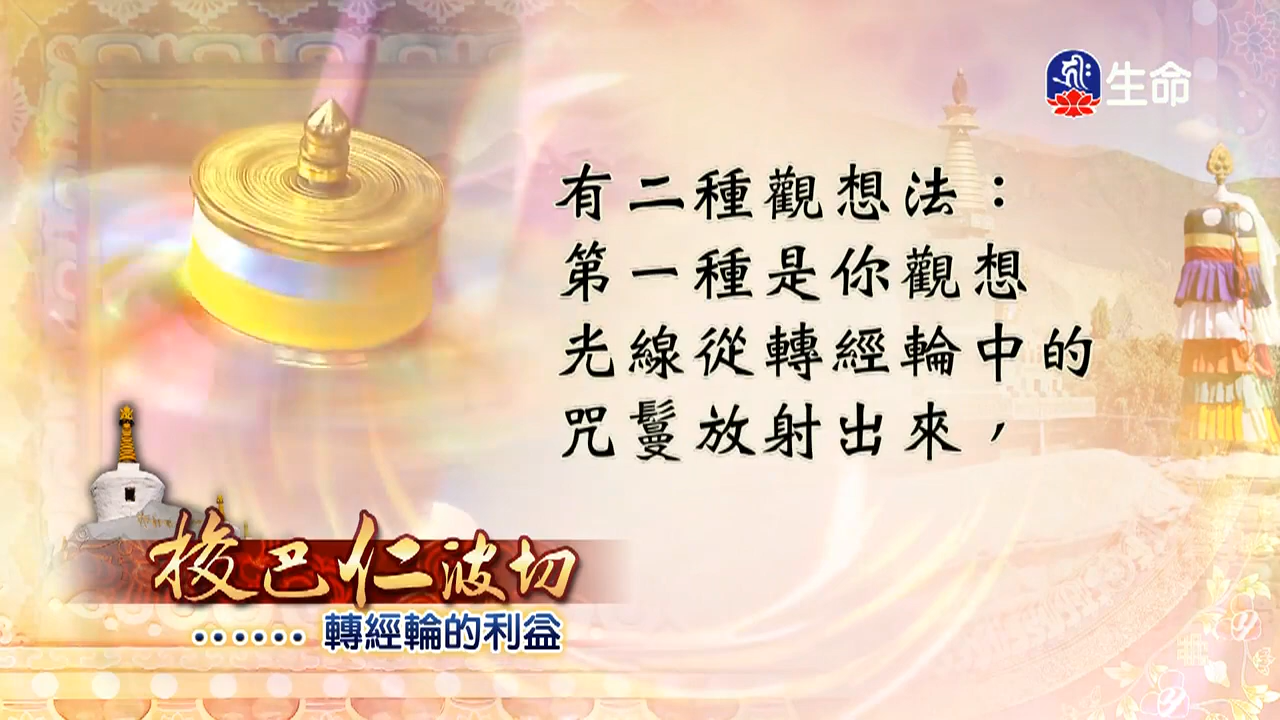 生命
有二種觀想法：
第一種是你觀想
光線從轉經輪中的
咒鬘放射出來，
梭巴仁波切
…… 轉經輪的利益